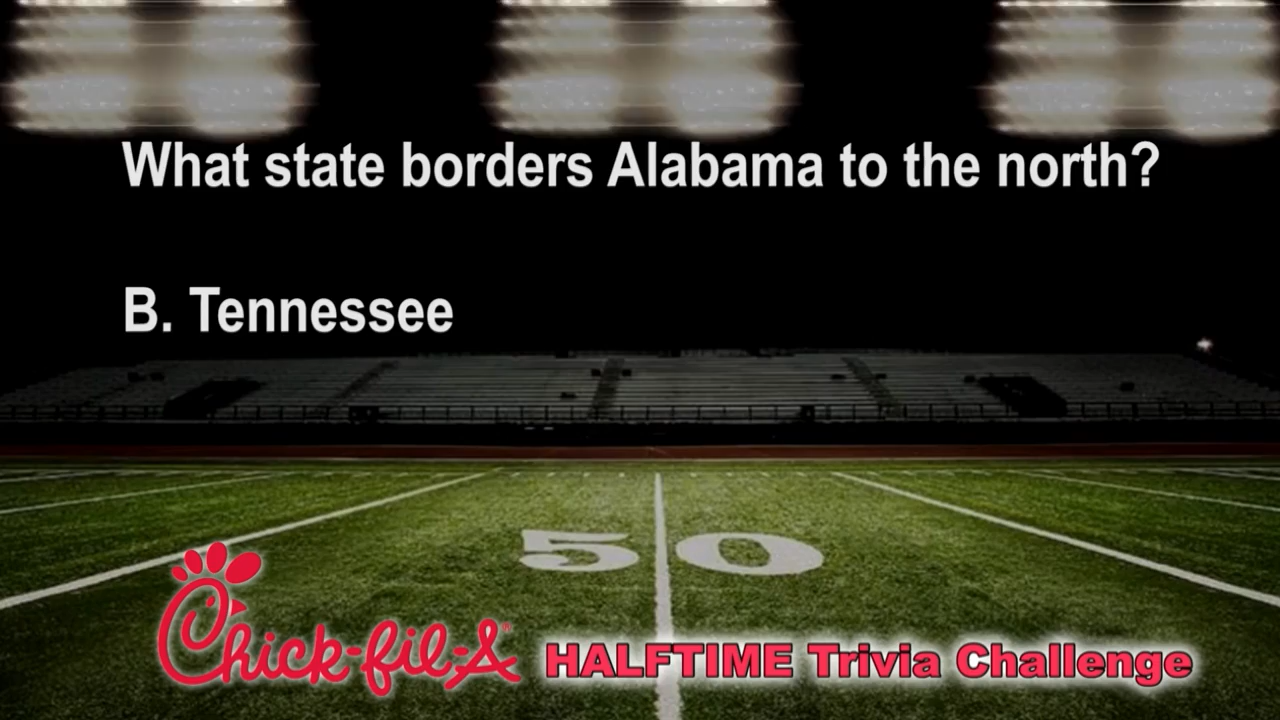 What state borders Alabama to the north?
B. Tennessee
50
Chick-fil-A
HALFTIME Trivia Challenge